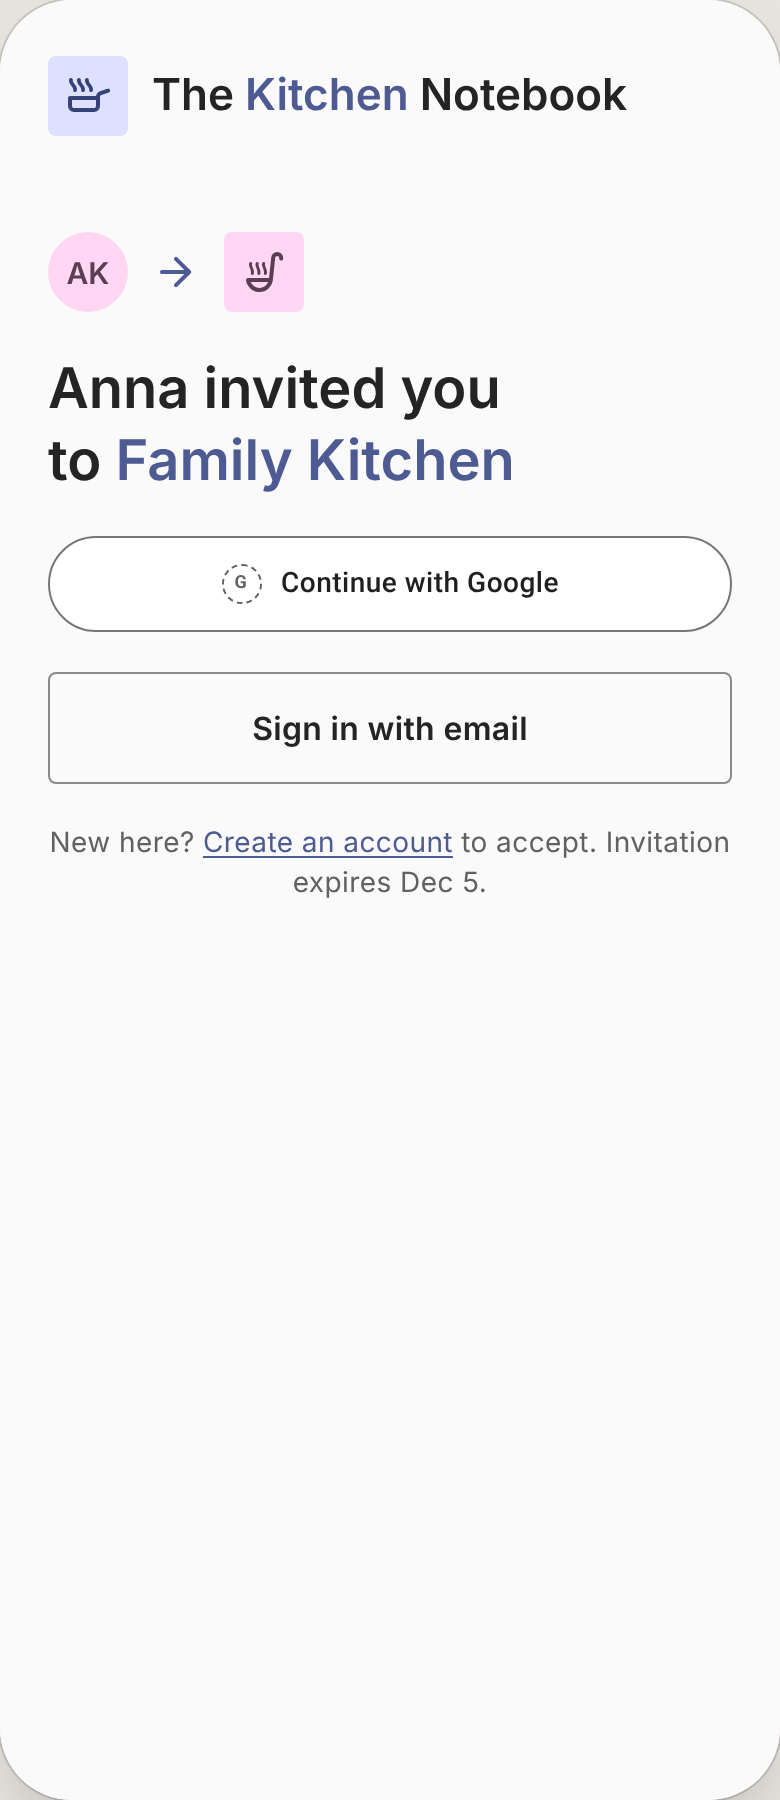 The Kitchen Notebook
AK
Anna invited you
to Family Kitchen
G Continue with Google
Sign in with email
New here? Create an account to accept. Invitation
expires Dec 5.